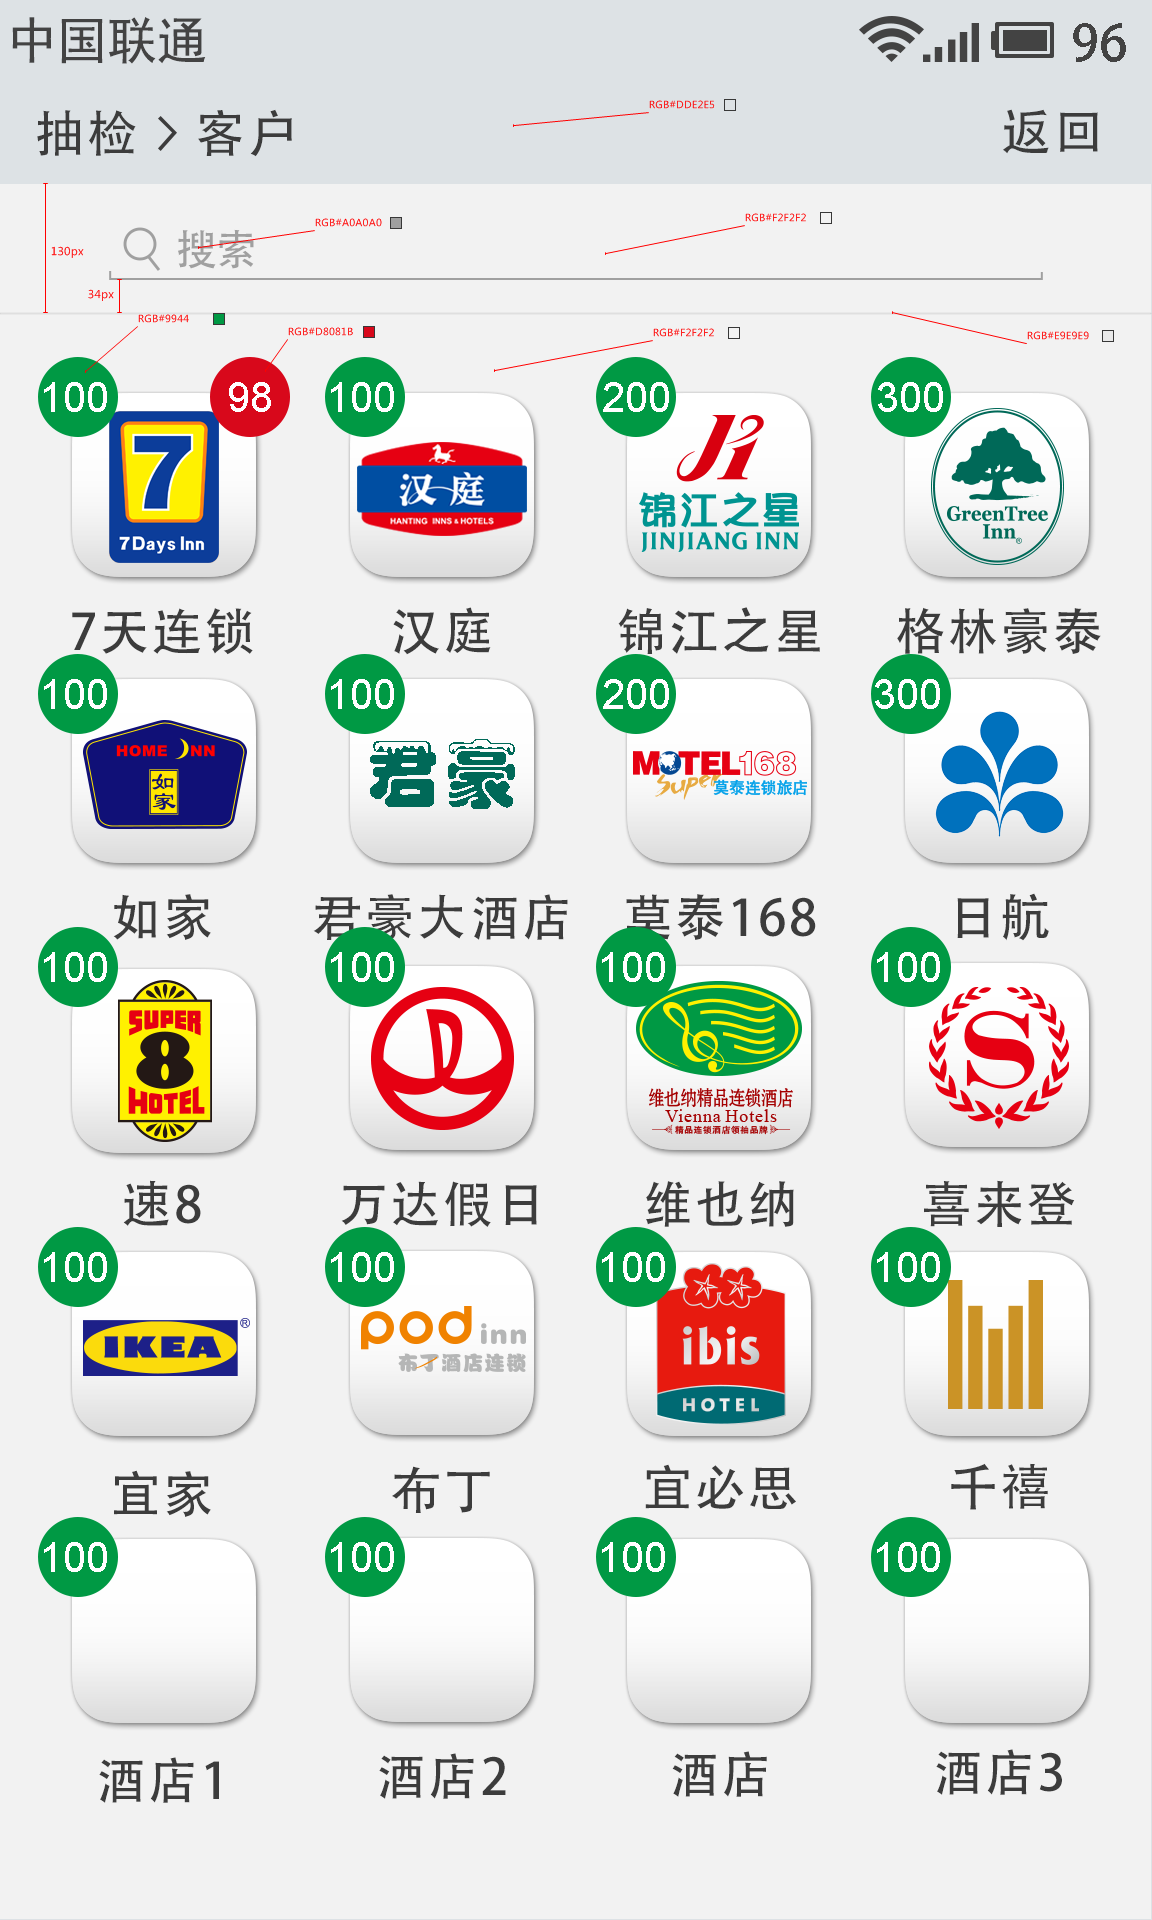 中国联通 96
抽检 > 客户 返回
RGB#DDE2E5
搜索
RGB#A0A0A0
RGB#F2F2F2
130px
34px
RGB#9944
RGB#D8081B
RGB#F2F2F2
RGB#E9E9E9
100 98 100 200 300
7
7Days Inn
汉庭
HANTING INNS & HOTELS
Ji
锦江之星
JINJIANG INN
GreenTree
Inn®
7天连锁 汉庭 锦江之星 格林豪泰
100 100 200 300
HOME INN
如家
君豪
MOTEL168
Super
莫泰连锁旅店
如家 君豪大酒店 莫泰168 日航
100 100 100 100
SUPER
8
HOTEL
维也纳精品连锁酒店
Vienna Hotels
精品连锁酒店领袖品牌
S
速8 万达假日 维也纳 喜来登
100 100 100 100
IKEA®
pod inn
布丁酒店连锁
ibis
HOTEL
宜家 布丁 宜必思 千禧
100 100 100 100
酒店1 酒店2 酒店 酒店3